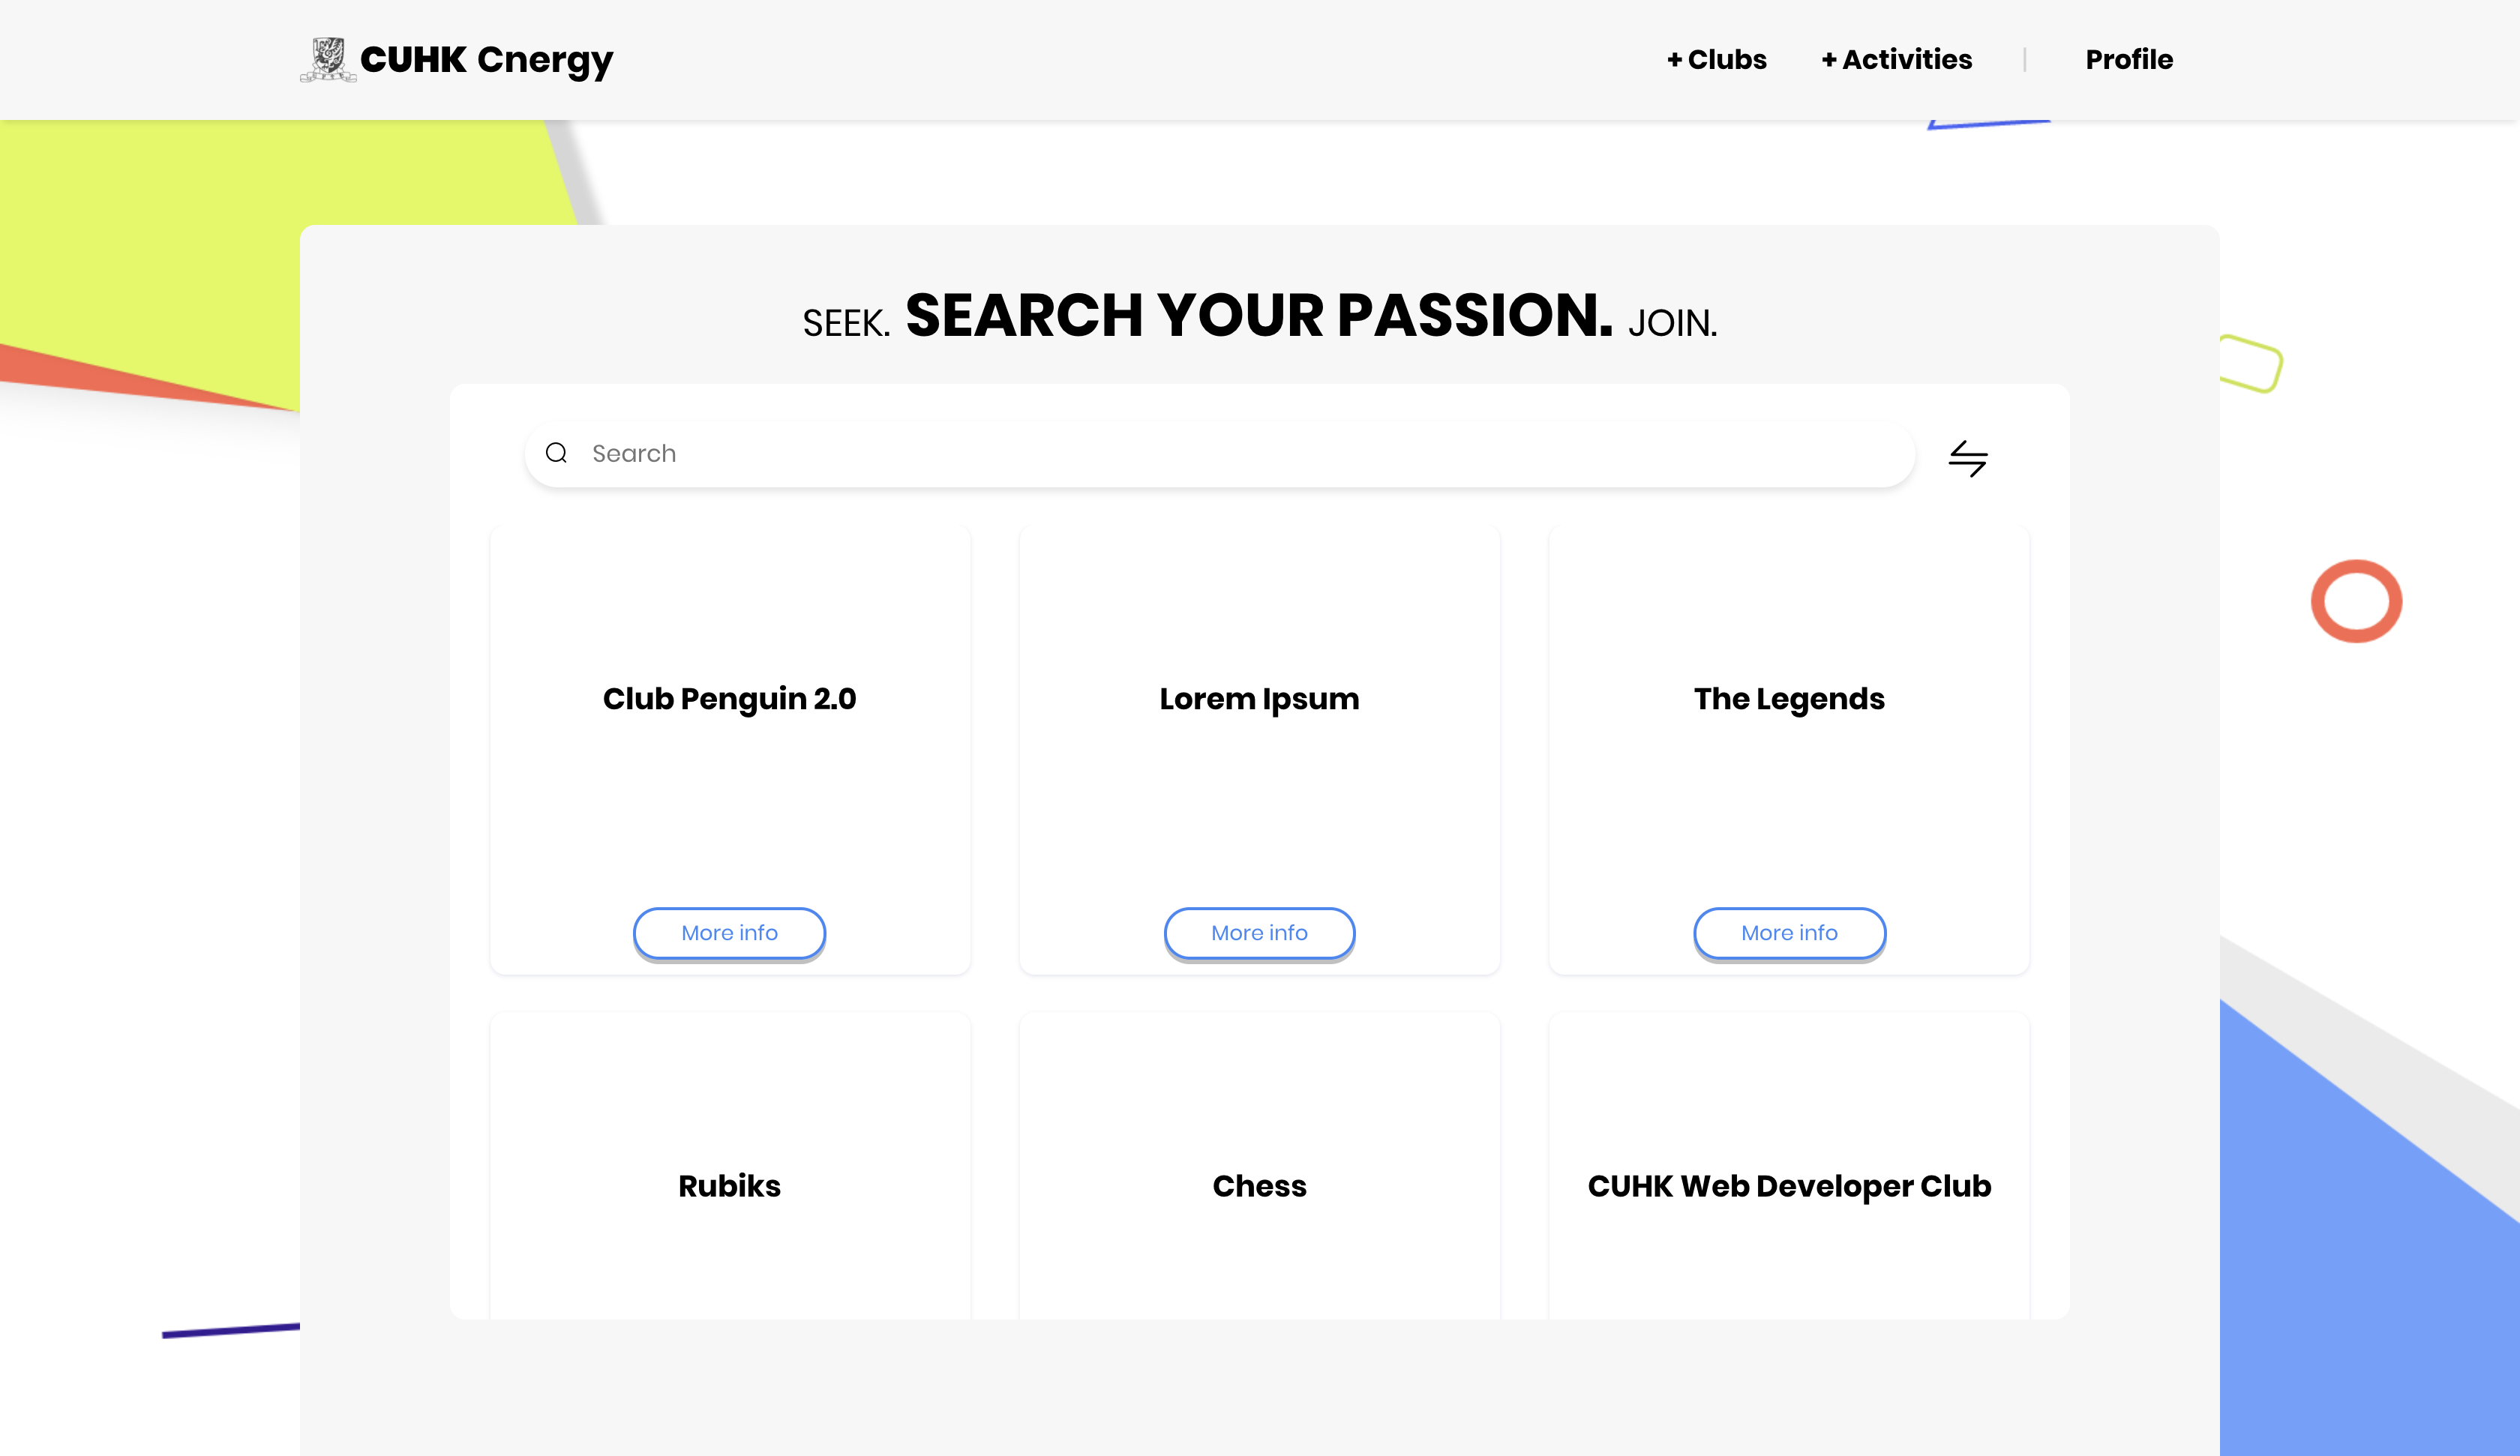 CUHK Cnergy
+ Clubs
+ Activities
Profile
SEEK. SEARCH YOUR PASSION. JOIN.
Search
Club Penguin 2.0
Lorem Ipsum
The Legends
More info
More info
More info
Rubiks
Chess
CUHK Web Developer Club